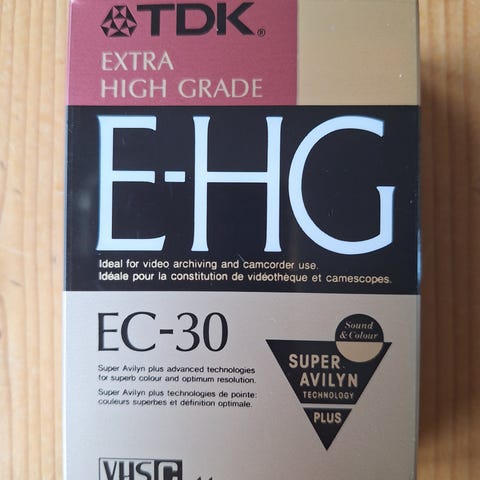 TDK®
EXTRA
HIGH GRADE
E-HG
Ideal for video archiving and camcorder use.
Idéale pour la constitution de vidéothèque et camescopes.
EC-30
Super Avilyn plus advanced technologies
for superb colour and optimum resolution.
Super Avilyn plus technologies de pointe:
couleurs superbes et définition optimale.
Sound
& Colour
SUPER
AVILYN
TECHNOLOGY
PLUS
VHS C